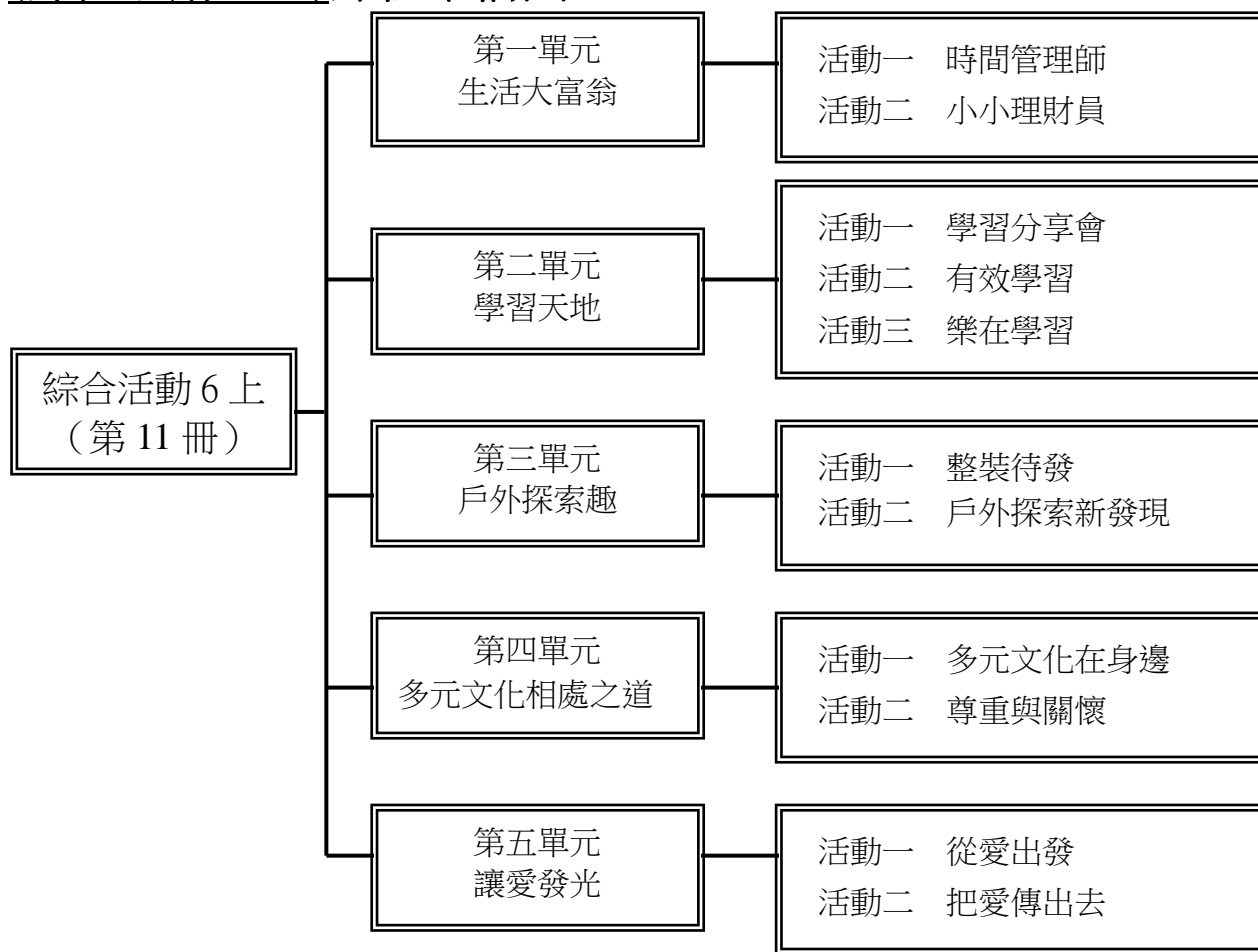 綜合活動 6 上
（第 11 冊）
第一單元
生活大富翁
活動一　時間管理師
活動二　小小理財員
第二單元
學習天地
活動一　學習分享會
活動二　有效學習
活動三　樂在學習
第三單元
戶外探索趣
活動一　整裝待發
活動二　戶外探索新發現
第四單元
多元文化相處之道
活動一　多元文化在身邊
活動二　尊重與關懷
第五單元
讓愛發光
活動一　從愛出發
活動二　把愛傳出去